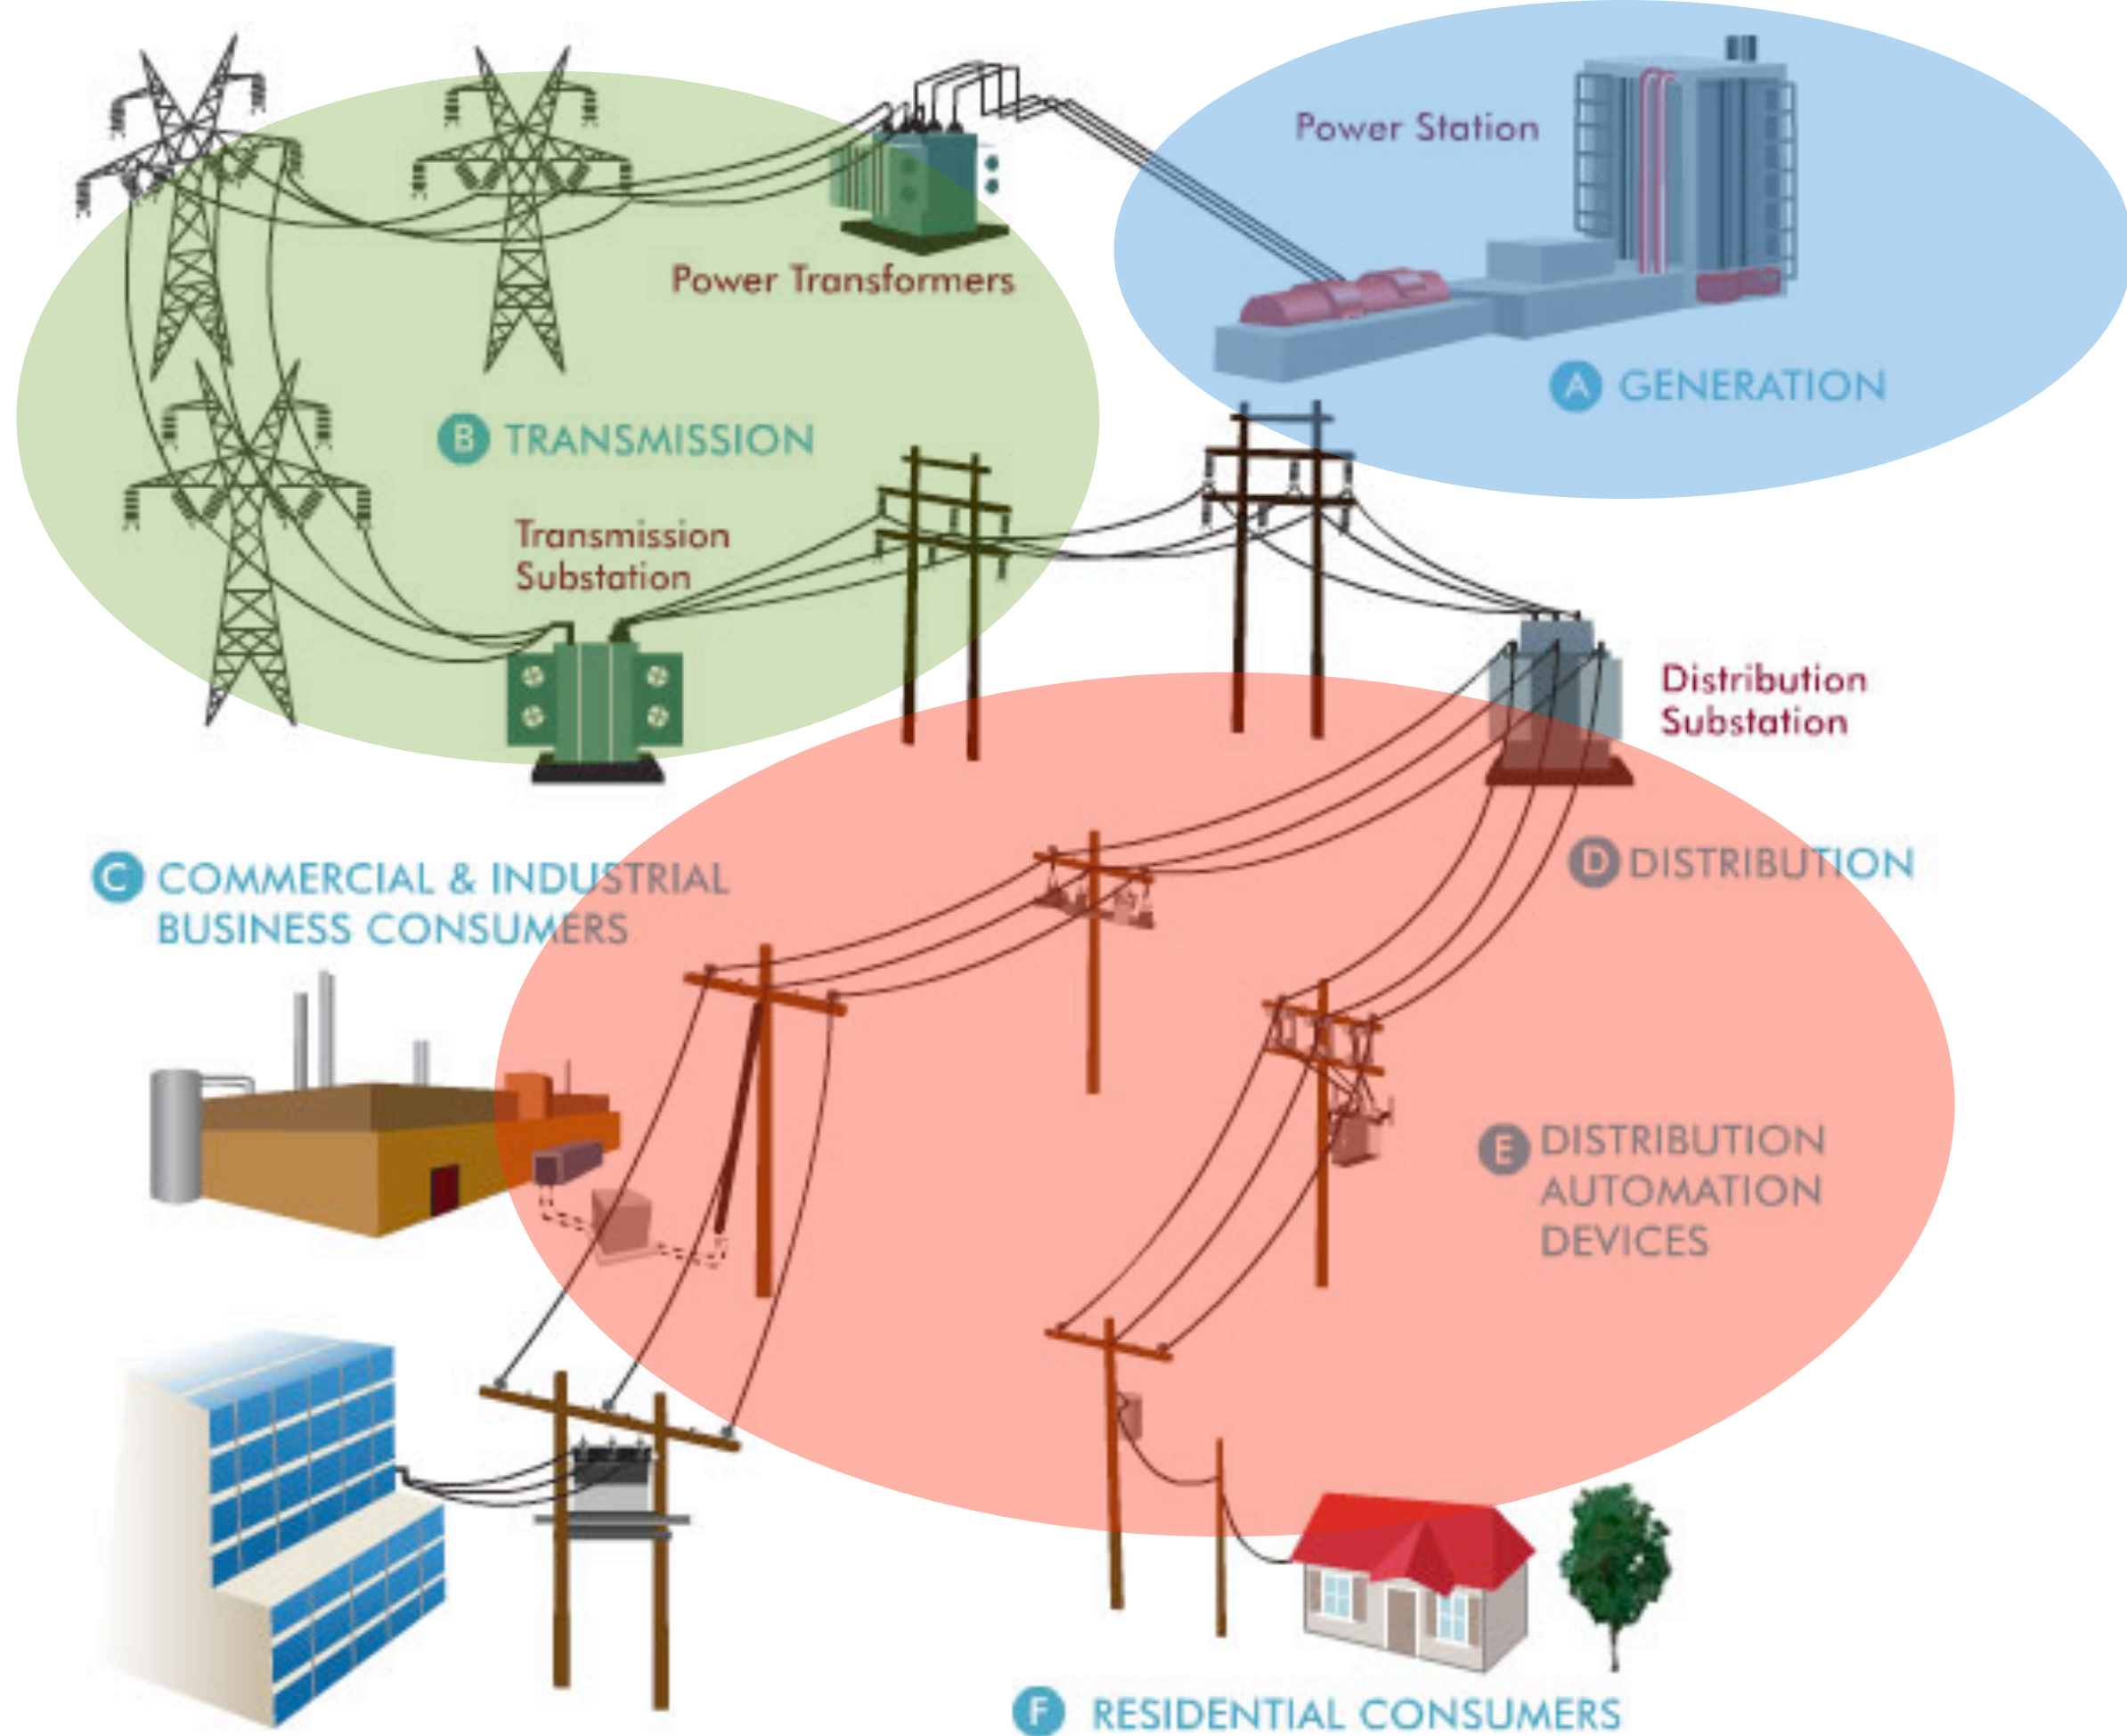 Power Station
Power Transformers
A GENERATION
B TRANSMISSION
Transmission
Substation
Distribution
Substation
C COMMERCIAL & INDUSTRIAL
BUSINESS CONSUMERS
D DISTRIBUTION
E DISTRIBUTION
AUTOMATION
DEVICES
F RESIDENTIAL CONSUMERS